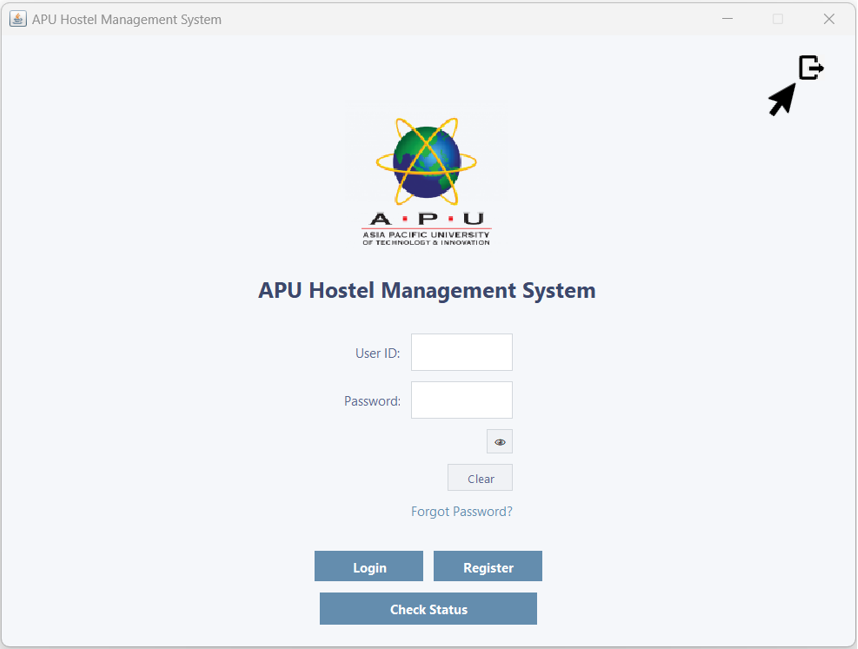 APU Hostel Management System
A·P·U
ASIA PACIFIC UNIVERSITY
OF TECHNOLOGY & INNOVATION
APU Hostel Management System
User ID:
Password:
Clear
Forgot Password?
Login Register
Check Status